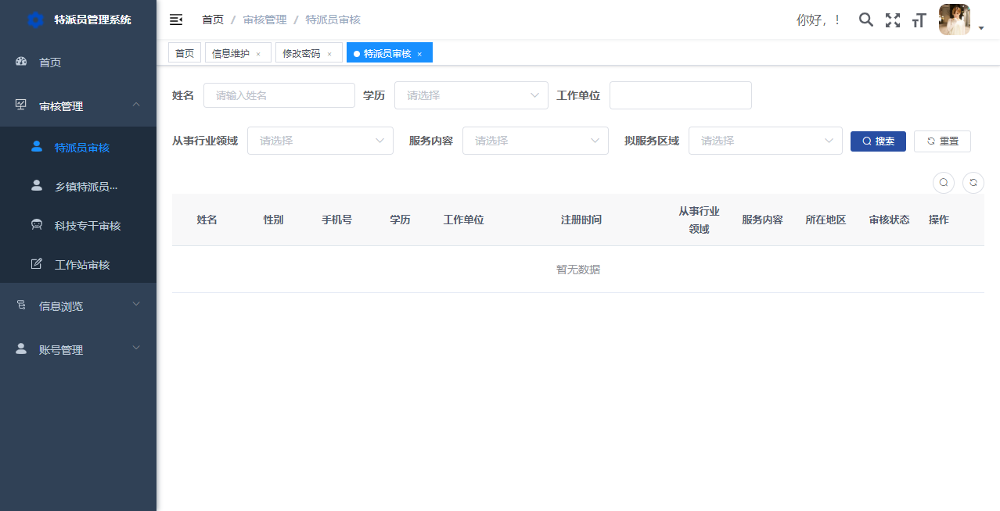 特派员管理系统
首页
审核管理
特派员审核
乡镇特派员...
科技专干审核
工作站审核
信息浏览
账号管理
首页 / 审核管理 / 特派员审核
你好，！
首页
信息维护 ×
修改密码 ×
特派员审核 ×
姓名 请输入姓名 学历 请选择 工作单位
从事行业领域 请选择 服务内容 请选择 拟服务区域 请选择 搜索 重置
姓名 性别 手机号 学历 工作单位 注册时间 从事行业领域 服务内容 所在地区 审核状态 操作
暂无数据